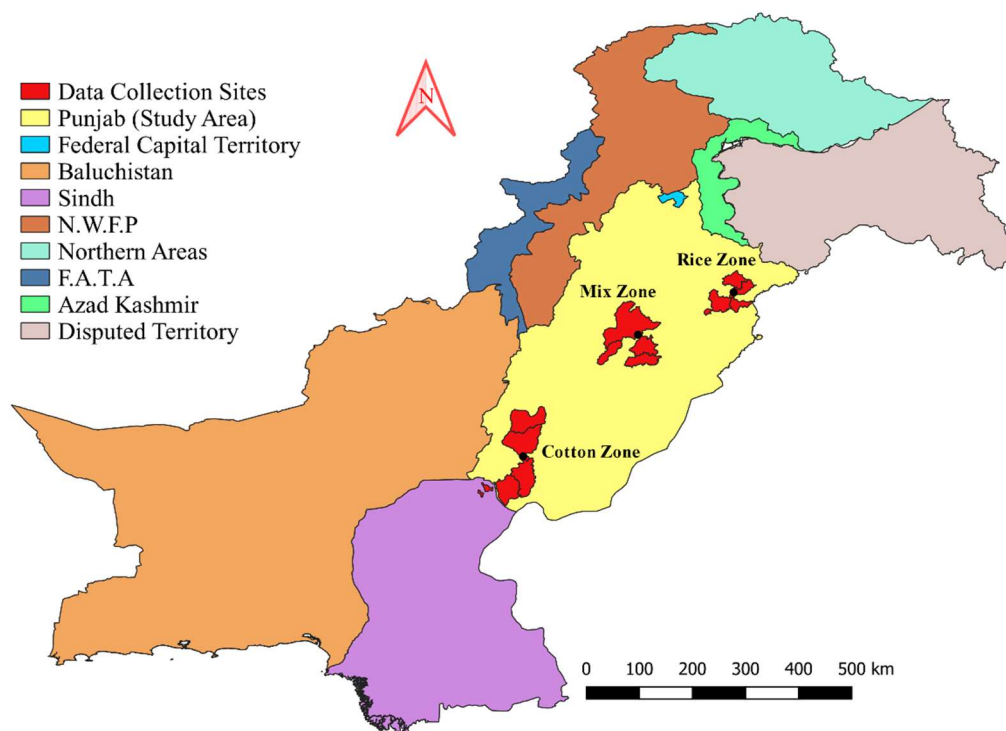 N
Data Collection Sites
Punjab (Study Area)
Federal Capital Territory
Baluchistan
Sindh
N.W.F.P
Northern Areas
F.A.T.A
Azad Kashmir
Disputed Territory
Rice Zone
Mix Zone
Cotton Zone
0 100 200 300 400 500 km